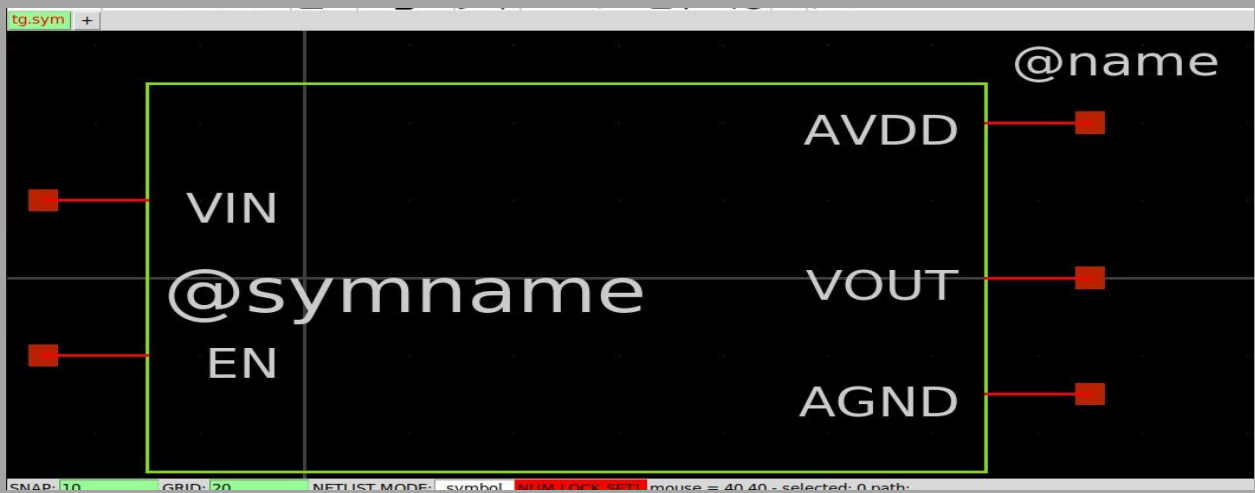 tg.sym +
@name
AVDD
VIN
@symname
VOUT
EN
AGND
SNAP: 10 GRID: 20 NETLIST MODE: symbol NUM LOCK SET! mouse = 40 40 - selected: 0 path: